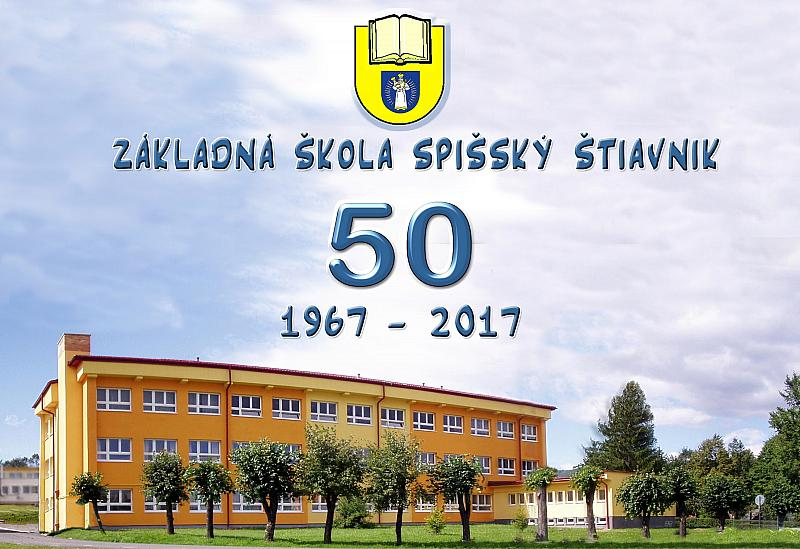 ZÁKLADNÁ ŠKOLA SPIŠSKÝ ŠTIAVNIK
50
1967 - 2017